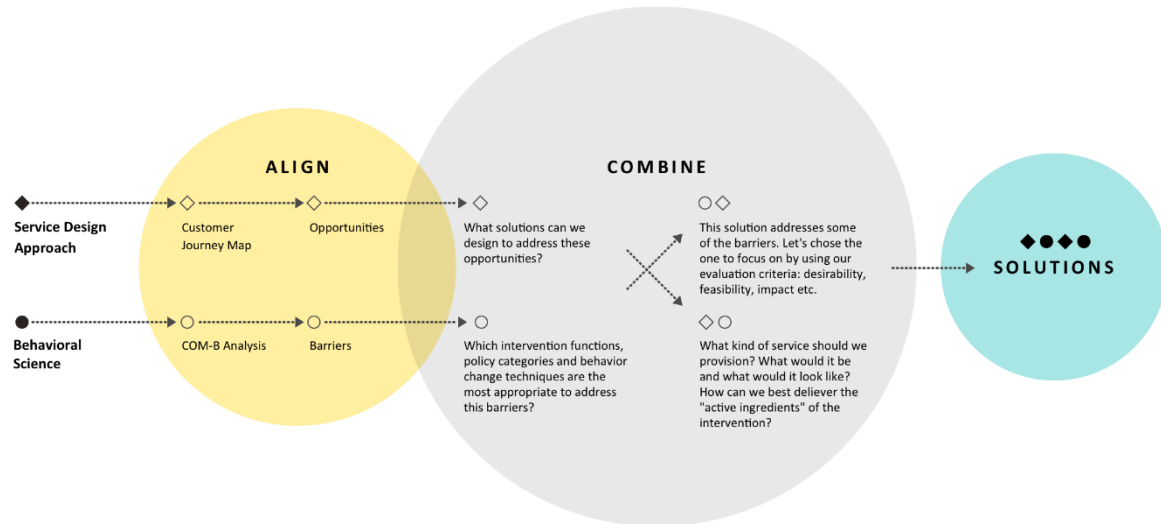 ALIGN
COMBINE
Service Design
Approach
Customer
Journey Map
Opportunities
What solutions can we
design to address these
opportunities?
This solution addresses some
of the barriers. Let's chose the
one to focus on by using our
evaluation criteria: desirability,
feasibility, impact etc.
SOLUTIONS
Behavioral
Science
COM-B Analysis
Barriers
Which intervention functions,
policy categories and behavior
change techniques are the
most appropriate to address
this barriers?
What kind of service should we
provision? What would it be
and what would it look like?
How can we best deliever the
"active ingredients" of the
intervention?